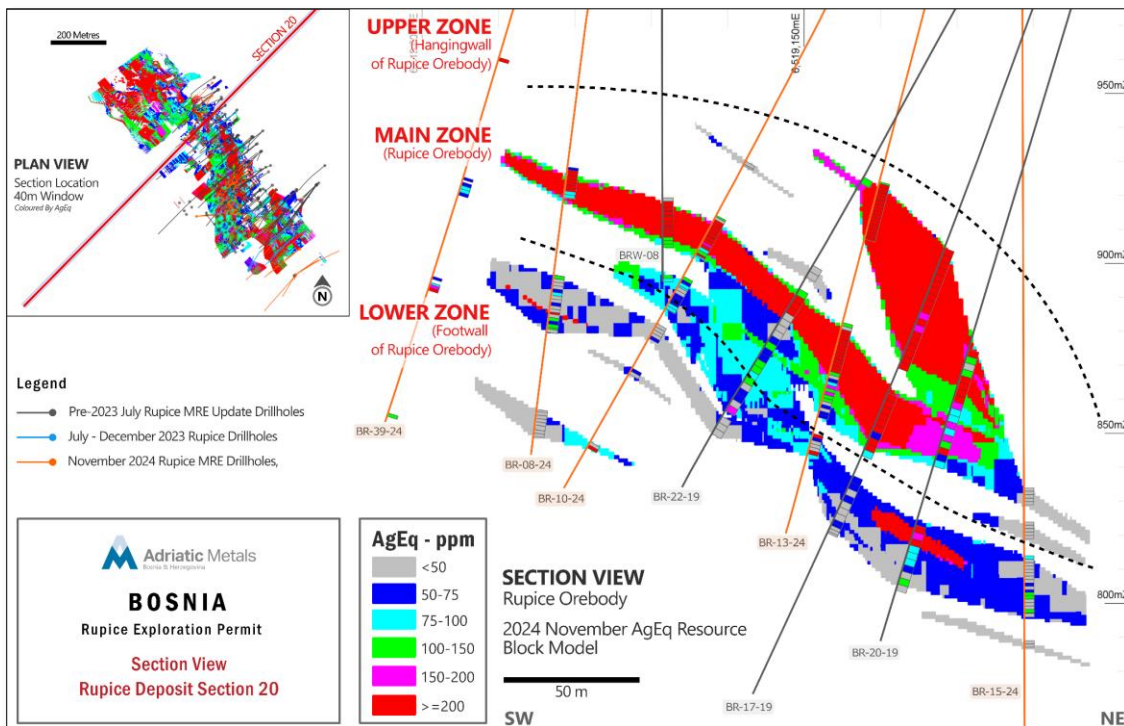 200 Metres
SECTION 20
PLAN VIEW
Section Location
40m Window
Coloured By AgEq
N
UPPER ZONE
(Hangingwall
of Rupice Orebody)
MAIN ZONE
(Rupice Orebody)
LOWER ZONE
(Footwall
of Rupice Orebody)
6,519,150mE
950mZ
900mZ
850mZ
800mZ
BRW-08
BR-39-24
BR-08-24
BR-10-24
BR-22-19
BR-13-24
BR-17-19
BR-20-19
BR-15-24
Legend
Pre-2023 July Rupice MRE Update Drillholes
July - December 2023 Rupice Drillholes
November 2024 Rupice MRE Drillholes,
Adriatic Metals
Bosnia & Herzegovina
BOSNIA
Rupice Exploration Permit
Section View
Rupice Deposit Section 20
AgEq - ppm
<50
50-75
75-100
100-150
150-200
>=200
SECTION VIEW
Rupice Orebody
2024 November AgEq Resource
Block Model
50 m
SW
NE